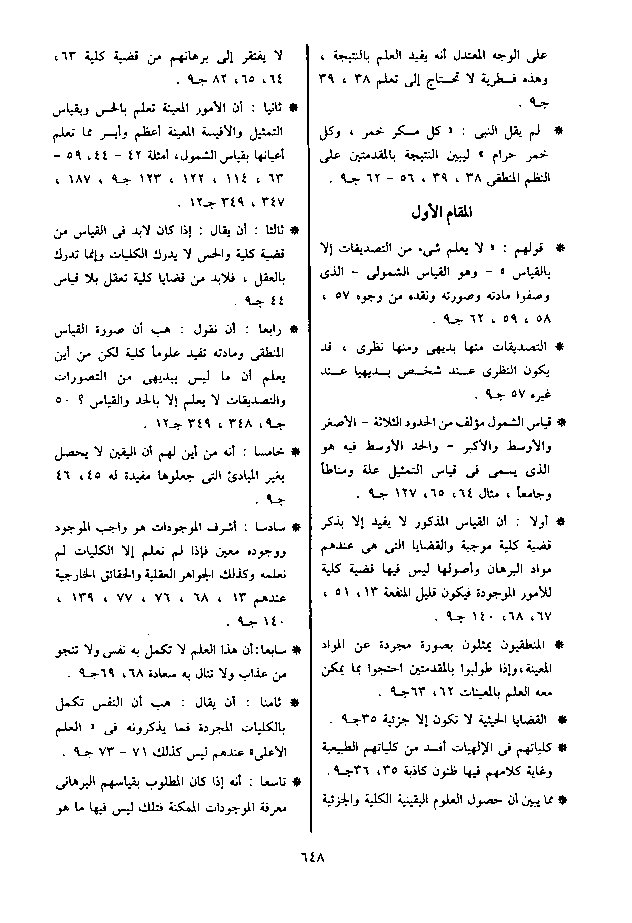 على الوجه المعتدل أنه يفيد العلم بالنتيجة ،
وهذه فـطرية لا تحـتاج إلى تعلم ٣٨ ، ٣٩
جـ٩ .
* لم يقل النبى : « كل مسكر خمر ، وكل
خمر حرام » ليبين النتيجة بالمقدمتين على
النظم المنطقى ٣٨ ، ٣٩ ، ٥٦ - ٦٢ جـ٩ .
المقام الأول
* قولهم : « لا يعلم شىء من التصديقات إلا
بالقياس » - وهو القياس الشمولى - الذى
وصفوا مادته وصورته ونقده من وجوه ٥٧ ،
٥٨ ، ٥٩ ، ٦٢ جـ٩ .
* التصديقات منها بديهى ومنها نظرى ، قد
يكون النظرى عـند شخـص بـديهيا عـند
غيره ٥٧ جـ٩ .
* قياس الشمول مؤلف من الحدود الثلاثة - الأصغر
والأوسط والأكبر - والحد الأوسط فيه هو
الذى يسمى فى قياس التمثيل علة ومناطاً
وجامعاً ، مثال ٦٤ ، ٦٥، ١٢٧ جـ٩ .
* أولا : أن القياس المذكور لا يفيد إلا بذكر
قضية كلية موجبة والقضايا التى هى عندهم
مواد البرهان وأصولها ليس فيها قضية كلية
للأمور الموجودة فيكون قليل المنفعة ١٣، ٥١ ،
٦٧، ٦٨، ١٤٠ جـ٩ .
* المنطقيون يمثلون بصورة مجردة عن المواد
المعينة،وإذا طولبوا بالمقدمتين احتجوا بما يمكن
معه العلم بالمعينات ٦٢، ٦٣جـ٩ .
* القضايا الحيثية لا تكون إلا جزئية ٣٥جـ٩ .
* كلياتهم فى الإلهيات أفسد من كلياتهم الطبيعية
وغاية كلامهم فيها ظنون كاذبة ٣٥، ٣٦جـ٩ .
* مما يبين أن حصول العلوم اليقينية الكلية والجزئية
لا يفتقر إلى برهانهم من قضية كلية ٦٣،
٦٤، ٦٥، ٨٢ جـ٩ .
* ثانيا : أن الأمور المعينة تعلم بالحس وبقياس
التمثيل والأقيسة المعينة أعظم وأيـر مما تعلم
أعيانها بقياس الشمول، أمثلة ٤٢ - ٤٤، ٥٩ -
٦٣ ، ١١٤ ، ١٢٢ ، ١٢٣ جـ٩ ، ١٨٧ ،
٣٤٧ ، ٣٤٩ جـ١٢ .
* ثالثا : أن يقال : إذا كان لابد فى القياس من
قضية كلية والحس لا يدرك الكليات وإنما تدرك
بالعقل ، فلابد من قضايا كلية تعقل بلا قياس
٤٤ جـ٩ .
* رابعا : أن نقول : هب أن صورة القياس
المنطقى ومادته تفيد علوماً كلية لكن من أين
يعلم أن ما ليس ببديهى من التصورات
والتصديقات لا يعلم إلا بالحد والقياس ؟ ٥٠
جـ٩، ٣٤٨ ، ٣٤٩ جـ١٢ .
* خامسا : أنه من أين لهم أن اليقين لا يحصل
بغير المبادئ التى جعلوها مفيدة له ٤٥، ٤٦
جـ٩ .
* سادسا : أشرف الموجودات هو واجب الوجود
ووجوده معين فإذا لم نعلم إلا الكليات لم
نعلمه وكذلك الجواهر العقلية والحقائق الخارجية
عندهم ١٣ ، ٦٨ ، ٧٦ ، ٧٧ ، ١٣٩ ،
١٤٠ جـ٩ .
* سابعا: أن هذا العلم لا تكمل به نفس ولا تنجو
من عذاب ولا تنال به سعادة ٦٨، ٦٩جـ٩ .
* ثامنا : أن يقال : هب أن النفس تكمل
بالكليات المجردة فما يذكرونه فى « العلم
الأعلى» عندهم ليس كذلك ٧١ - ٧٣ جـ٩ .
* تاسعا : أنه إذا كان المطلوب بقياسهم البرهانى
معرفة الموجودات الممكنة فتلك ليس فيها ما هو
٦٤٨